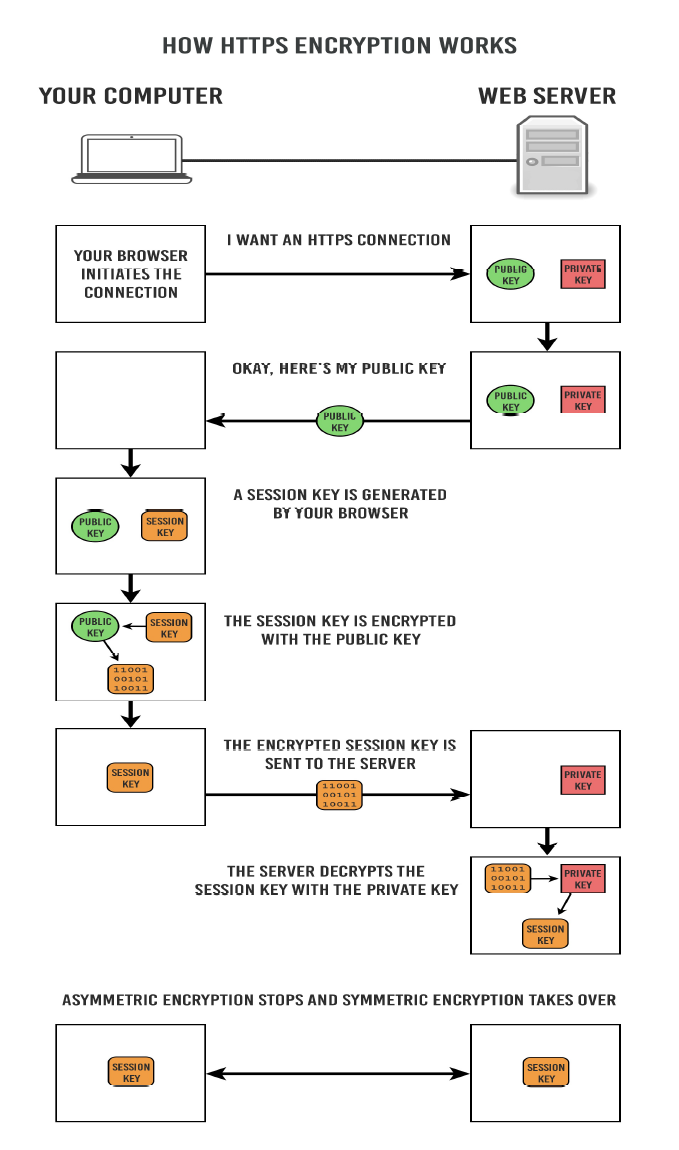 HOW HTTPS ENCRYPTION WORKS
YOUR COMPUTER
WEB SERVER
YOUR BROWSER
INITIATES THE
CONNECTION
I WANT AN HTTPS CONNECTION
PUBLIC
KEY
PRIVATE
KEY
OKAY, HERE'S MY PUBLIC KEY
PUBLIC
KEY
PUBLIC
KEY
PRIVATE
KEY
PUBLIC
KEY
SESSION
KEY
A SESSION KEY IS GENERATED
BY YOUR BROWSER
PUBLIC
KEY
SESSION
KEY
11001
00101
10011
THE SESSION KEY IS ENCRYPTED
WITH THE PUBLIC KEY
SESSION
KEY
THE ENCRYPTED SESSION KEY IS
SENT TO THE SERVER
11001
00101
10011
PRIVATE
KEY
THE SERVER DECRYPTS THE
SESSION KEY WITH THE PRIVATE KEY
11001
00101
10011
PRIVATE
KEY
SESSION
KEY
ASYMMETRIC ENCRYPTION STOPS AND SYMMETRIC ENCRYPTION TAKES OVER
SESSION
KEY
SESSION
KEY